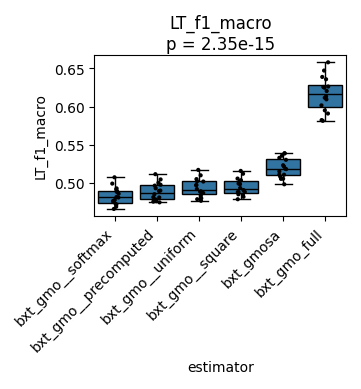 LT_f1_macro
p = 2.35e-15
LT_f1_macro
0.65
0.60
0.55
0.50
bxt_gmo__softmax
bxt_gmo__precomputed
bxt_gmo__uniform
bxt_gmo__square
bxt_gmosa
bxt_gmo_full
estimator